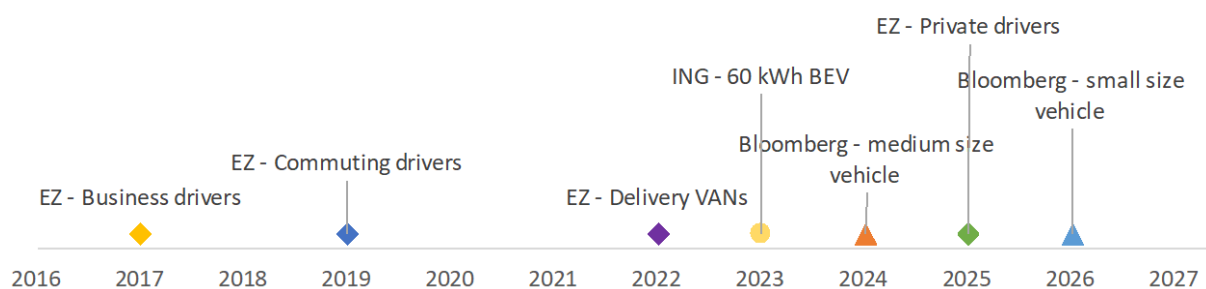 EZ - Private drivers
ING - 60 kWh BEV
Bloomberg - small size
vehicle
Bloomberg - medium size
vehicle
EZ - Commuting drivers
EZ - Business drivers
EZ - Delivery VANs
2016 2017 2018 2019 2020 2021 2022 2023 2024 2025 2026 2027